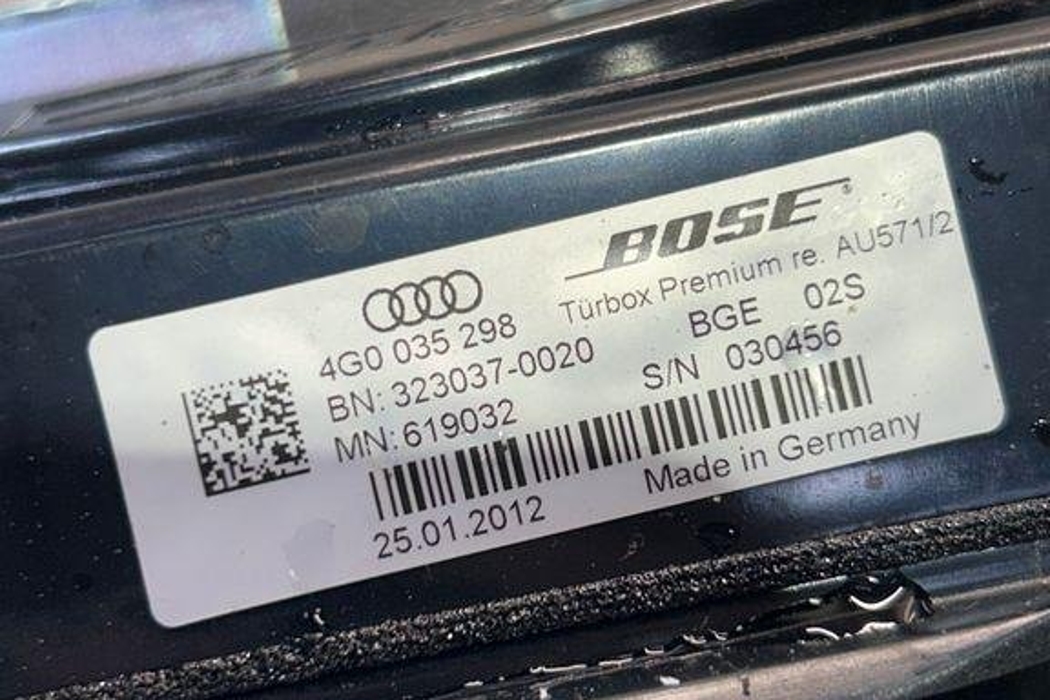 BOSE®
Türbox Premium re. AU571/2
4G0 035 298
BGE 02S
BN: 323037-0020
S/N 030456
MN: 619032
Made in Germany
25.01.2012